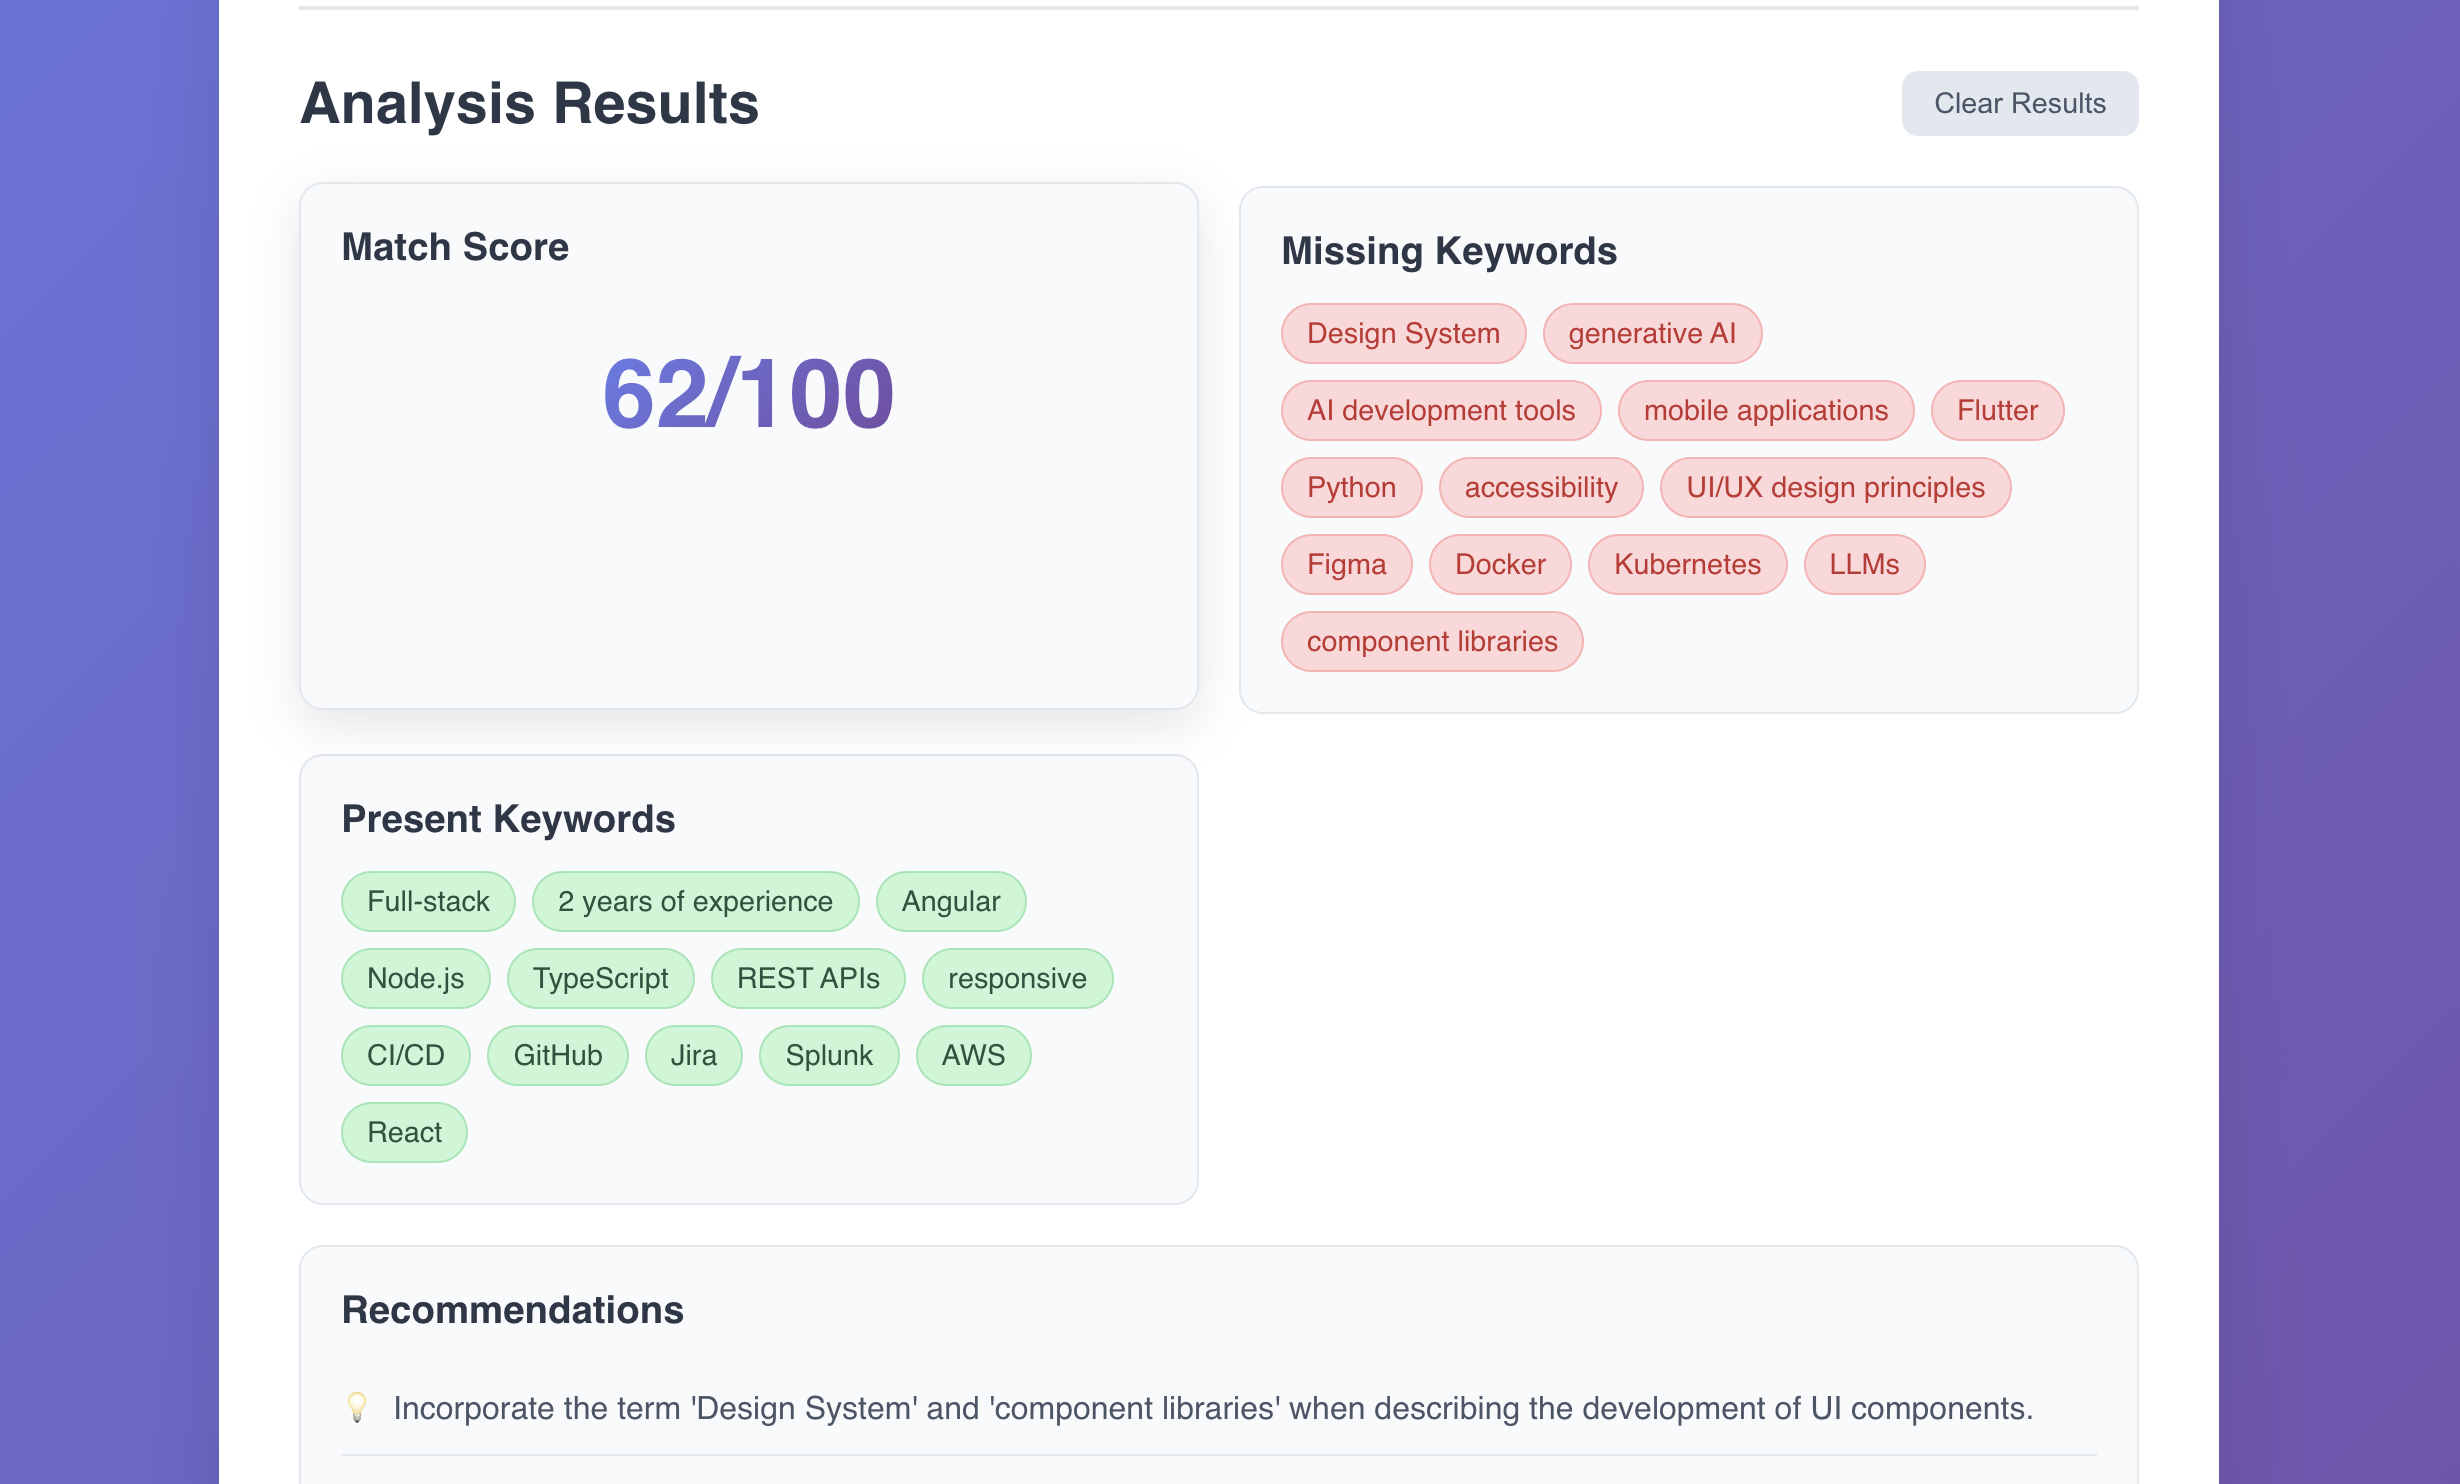 Analysis Results
Clear Results
Match Score
62/100
Missing Keywords
Design System generative AI
AI development tools mobile applications Flutter
Python accessibility UI/UX design principles
Figma Docker Kubernetes LLMs
component libraries
Present Keywords
Full-stack 2 years of experience Angular
Node.js TypeScript REST APIs responsive
CI/CD GitHub Jira Splunk AWS
React
Recommendations
Incorporate the term 'Design System' and 'component libraries' when describing the development of UI components.